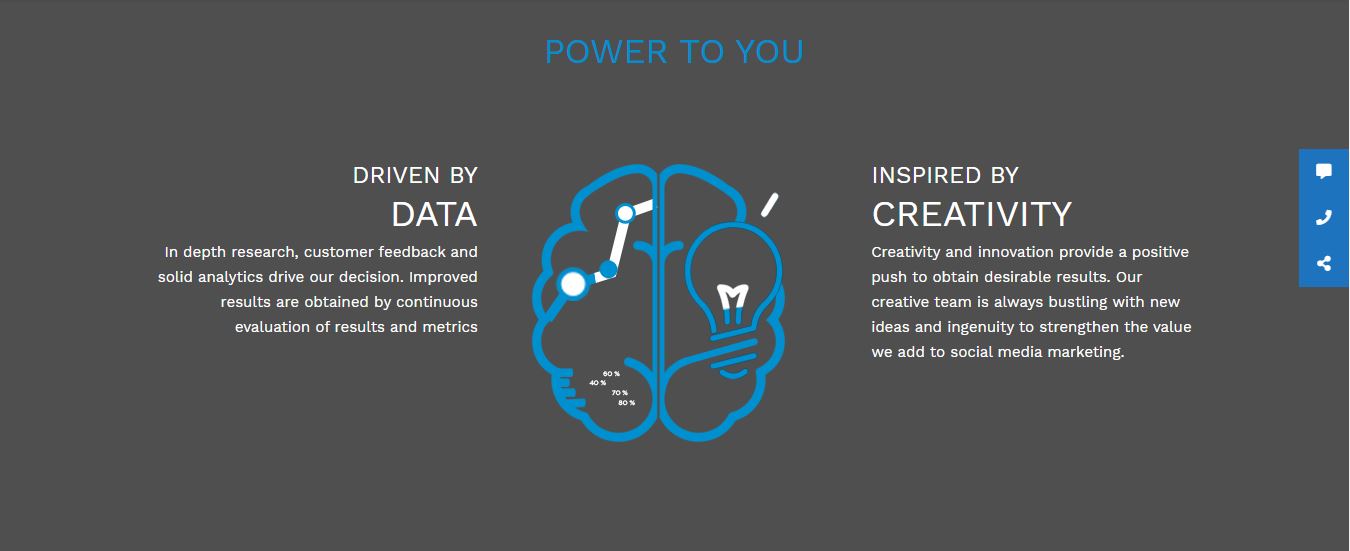 POWER TO YOU
DRIVEN BY
DATA
In depth research, customer feedback and
solid analytics drive our decision. Improved
results are obtained by continuous
evaluation of results and metrics
60 %
40 %
70 %
80 %
INSPIRED BY
CREATIVITY
Creativity and innovation provide a positive
push to obtain desirable results. Our
creative team is always bustling with new
ideas and ingenuity to strengthen the value
we add to social media marketing.